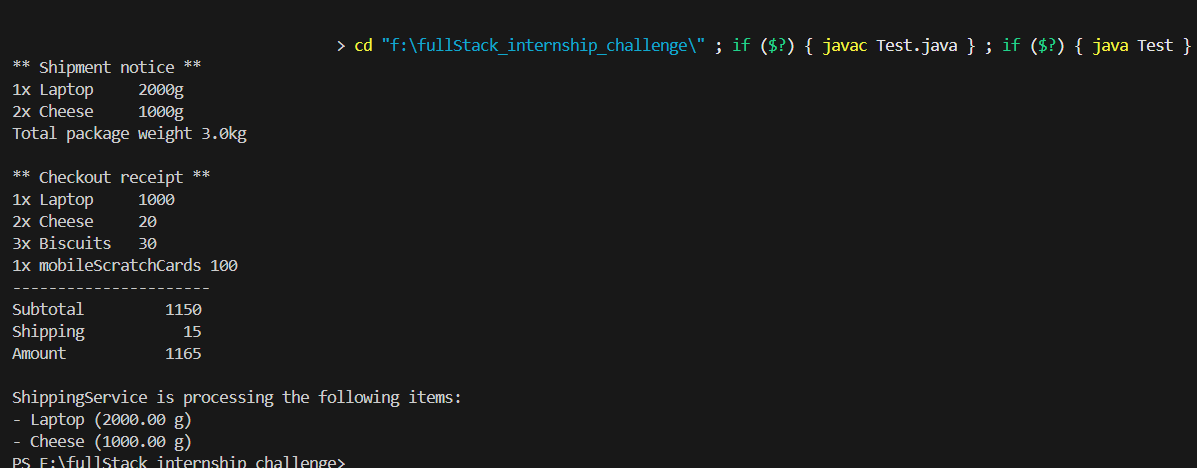 > cd "f:\fullStack_internship_challenge\" ; if ($?) { javac Test.java } ; if ($?) { java Test }
** Shipment notice **
1x Laptop     2000g
2x Cheese     1000g
Total package weight 3.0kg

** Checkout receipt **
1x Laptop     1000
2x Cheese     20
3x Biscuits   30
1x mobileScratchCards 100
----------------------
Subtotal         1150
Shipping           15
Amount           1165

ShippingService is processing the following items:
- Laptop (2000.00 g)
- Cheese (1000.00 g)
PS F:\fullStack_internship_challenge>